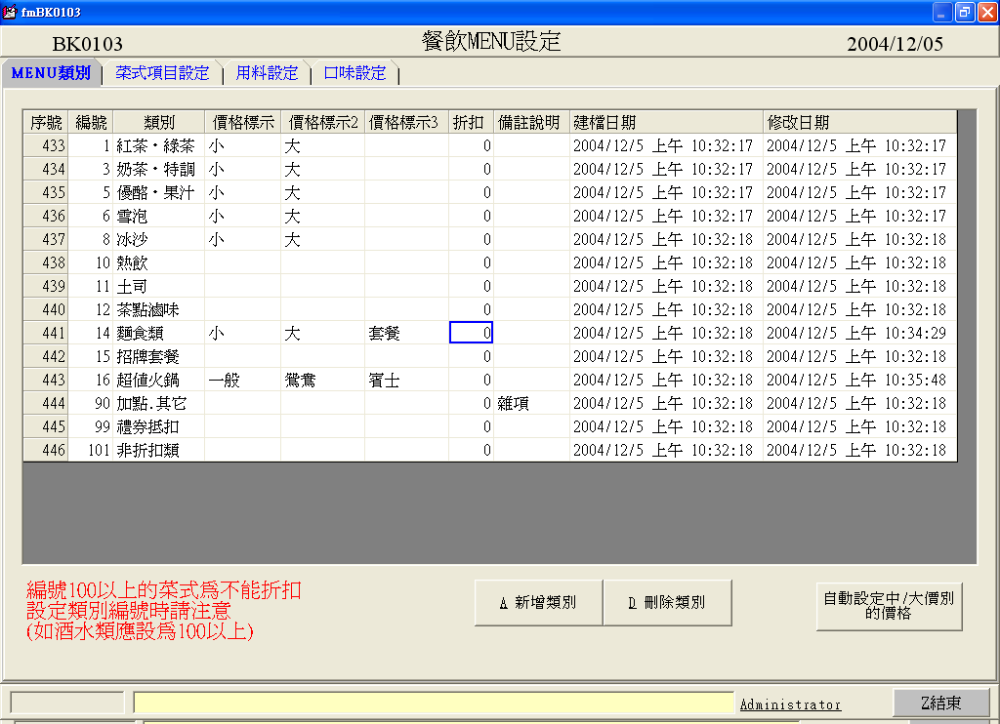 fmBK0103
BK0103 餐飲MENU設定 2004/12/05
MENU類別 菜式項目設定 用料設定 口味設定
序號 編號 類別 價格標示 價格標示2 價格標示3 折扣 備註說明 建檔日期 修改日期
433 1 紅茶‧綠茶 小 大 0 2004/12/5 上午 10:32:17 2004/12/5 上午 10:32:17
434 3 奶茶‧特調 小 大 0 2004/12/5 上午 10:32:17 2004/12/5 上午 10:32:17
435 5 優酪‧果汁 小 大 0 2004/12/5 上午 10:32:17 2004/12/5 上午 10:32:17
436 6 雪泡 小 大 0 2004/12/5 上午 10:32:17 2004/12/5 上午 10:32:17
437 8 冰沙 小 大 0 2004/12/5 上午 10:32:18 2004/12/5 上午 10:32:18
438 10 熱飲 0 2004/12/5 上午 10:32:18 2004/12/5 上午 10:32:18
439 11 土司 0 2004/12/5 上午 10:32:18 2004/12/5 上午 10:32:18
440 12 茶點滷味 0 2004/12/5 上午 10:32:18 2004/12/5 上午 10:32:18
441 14 麵食類 小 大 套餐 0 2004/12/5 上午 10:32:18 2004/12/5 上午 10:34:29
442 15 招牌套餐 0 2004/12/5 上午 10:32:18 2004/12/5 上午 10:32:18
443 16 超值火鍋 一般 鴛鴦 賓士 0 2004/12/5 上午 10:32:18 2004/12/5 上午 10:35:48
444 90 加點.其它 0 雜項 2004/12/5 上午 10:32:18 2004/12/5 上午 10:32:18
445 99 禮券抵扣 0 2004/12/5 上午 10:32:18 2004/12/5 上午 10:32:18
446 101 非折扣類 0 2004/12/5 上午 10:32:18 2004/12/5 上午 10:32:18
編號100以上的菜式為不能折扣
設定類別編號時請注意
(如酒水類應設為100以上)
A 新增類別 D 刪除類別
自動設定中/大價別
的價格
Administrator Z結束